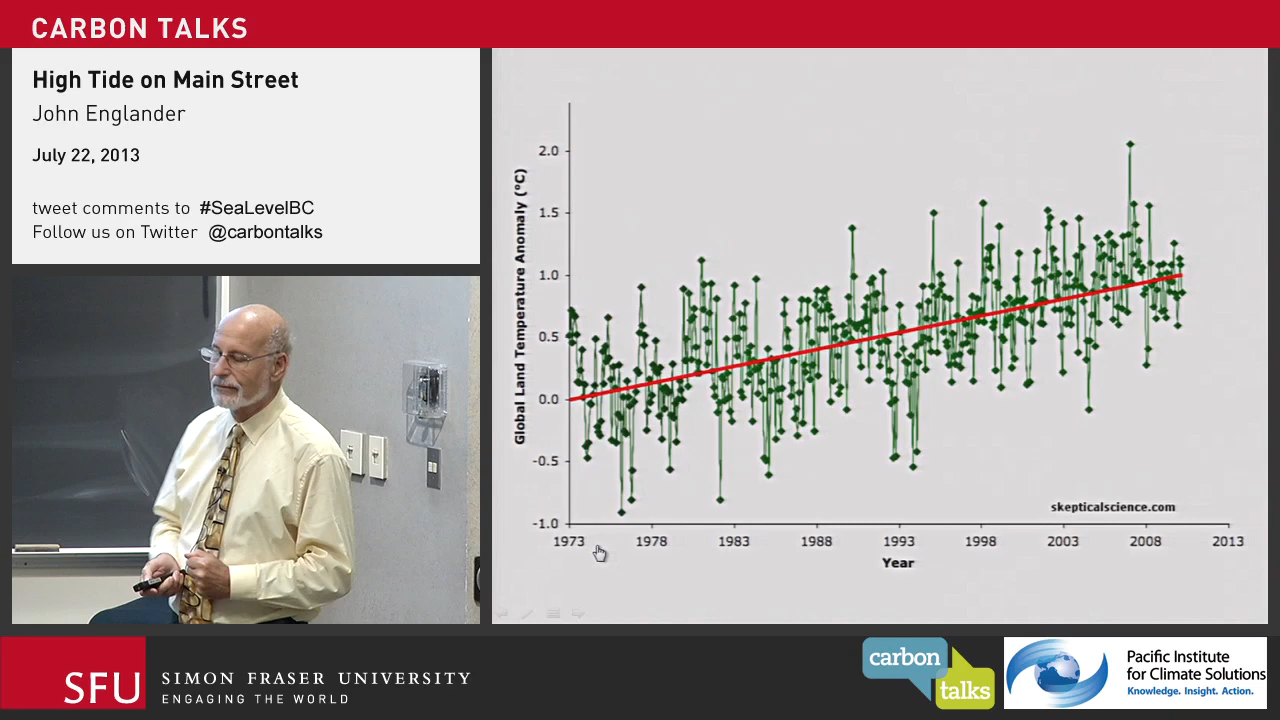 CARBON TALKS
High Tide on Main Street
John Englander
July 22, 2013
tweet comments to #SeaLevelBC
Follow us on Twitter @carbontalks
Global Land Temperature Anomaly (°C)
2.0
1.5
1.0
0.5
0.0
-0.5
-1.0
skepticalscience.com
1973 1978 1983 1988 1993 1998 2003 2008 2013
Year
SFU
SIMON FRASER UNIVERSITY
ENGAGING THE WORLD
carbon
talks
Pacific Institute
for Climate Solutions
Knowledge. Insight. Action.